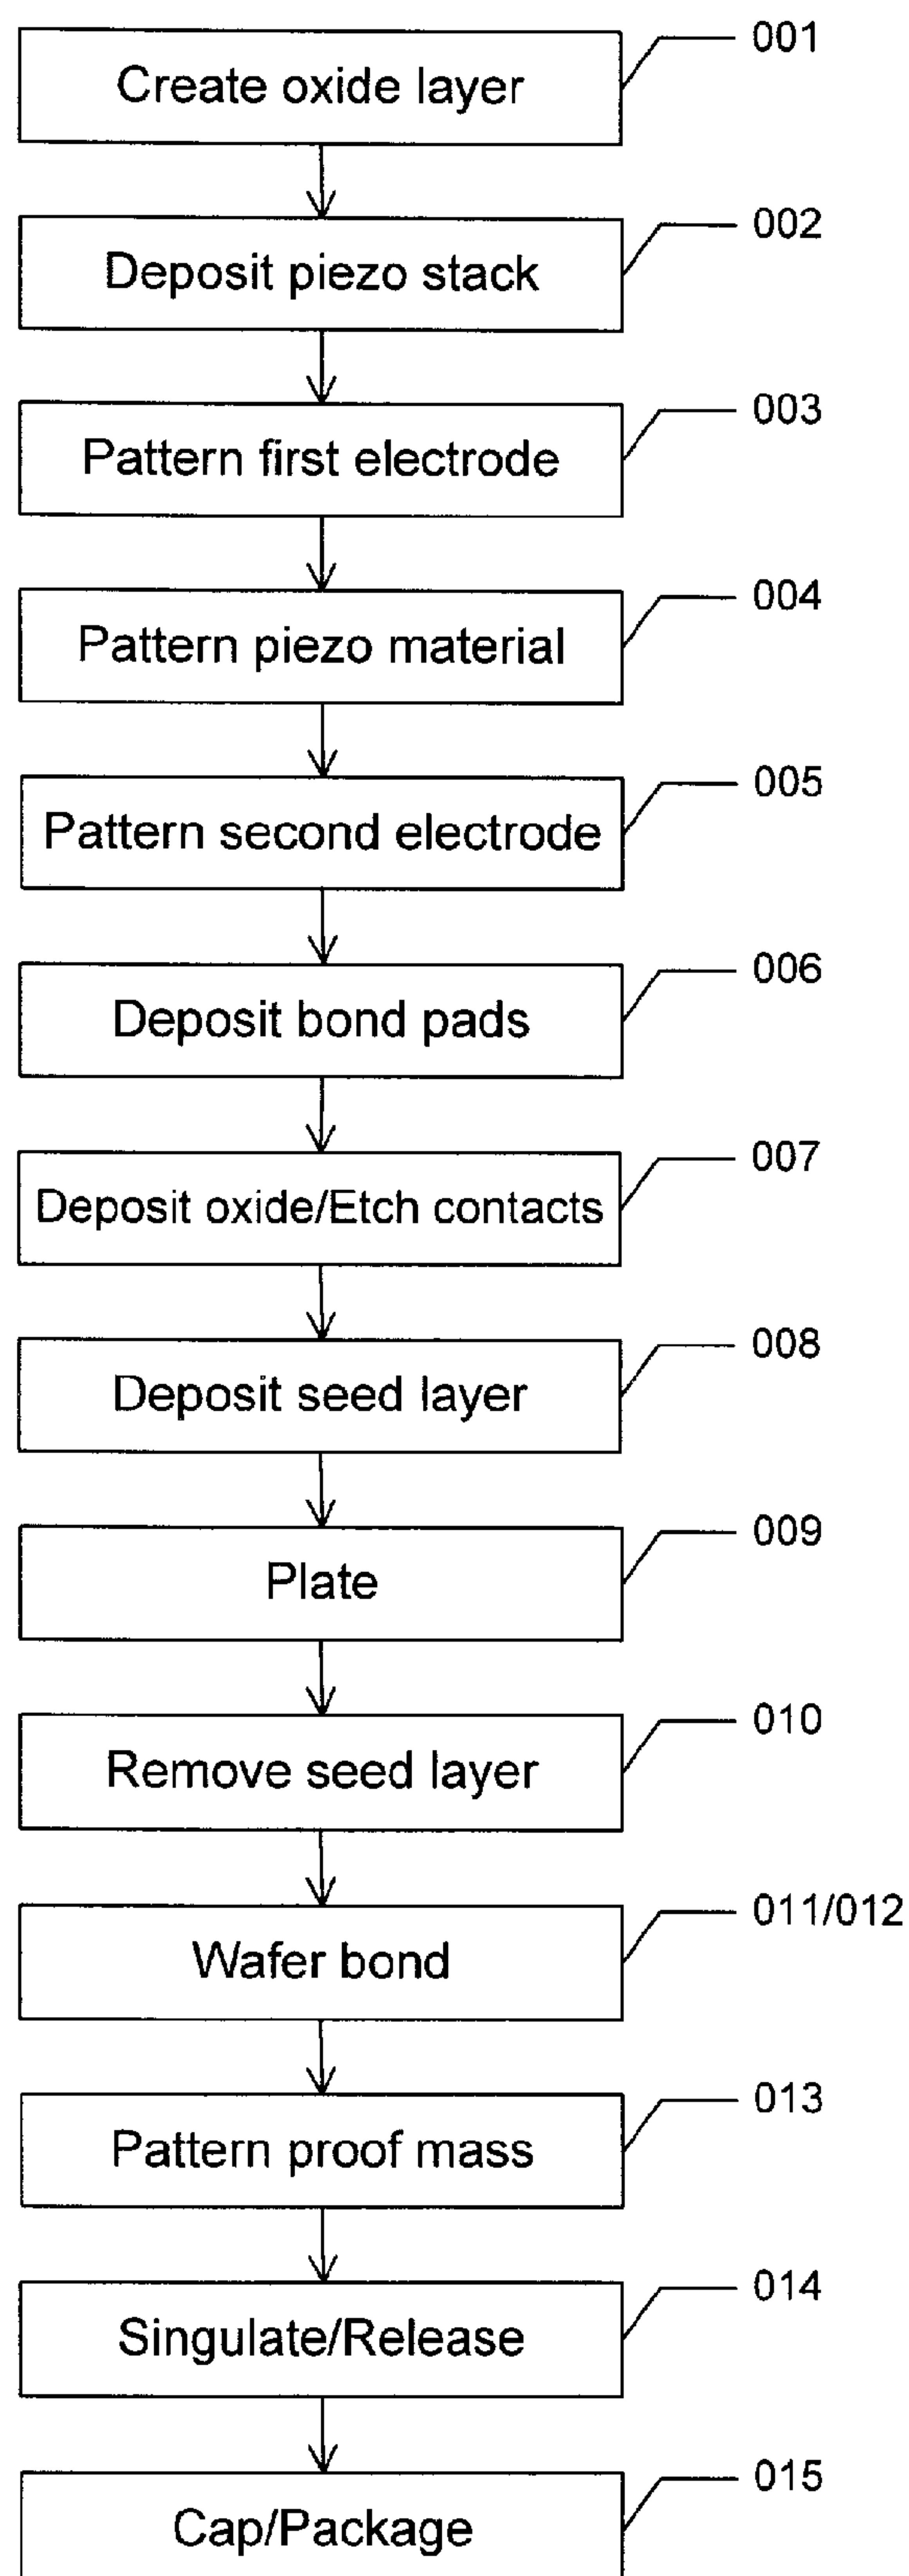 001
Create oxide layer
002
Deposit piezo stack
003
Pattern first electrode
004
Pattern piezo material
005
Pattern second electrode
006
Deposit bond pads
007
Deposit oxide/Etch contacts
008
Deposit seed layer
009
Plate
010
Remove seed layer
011/012
Wafer bond
013
Pattern proof mass
014
Singulate/Release
015
Cap/Package